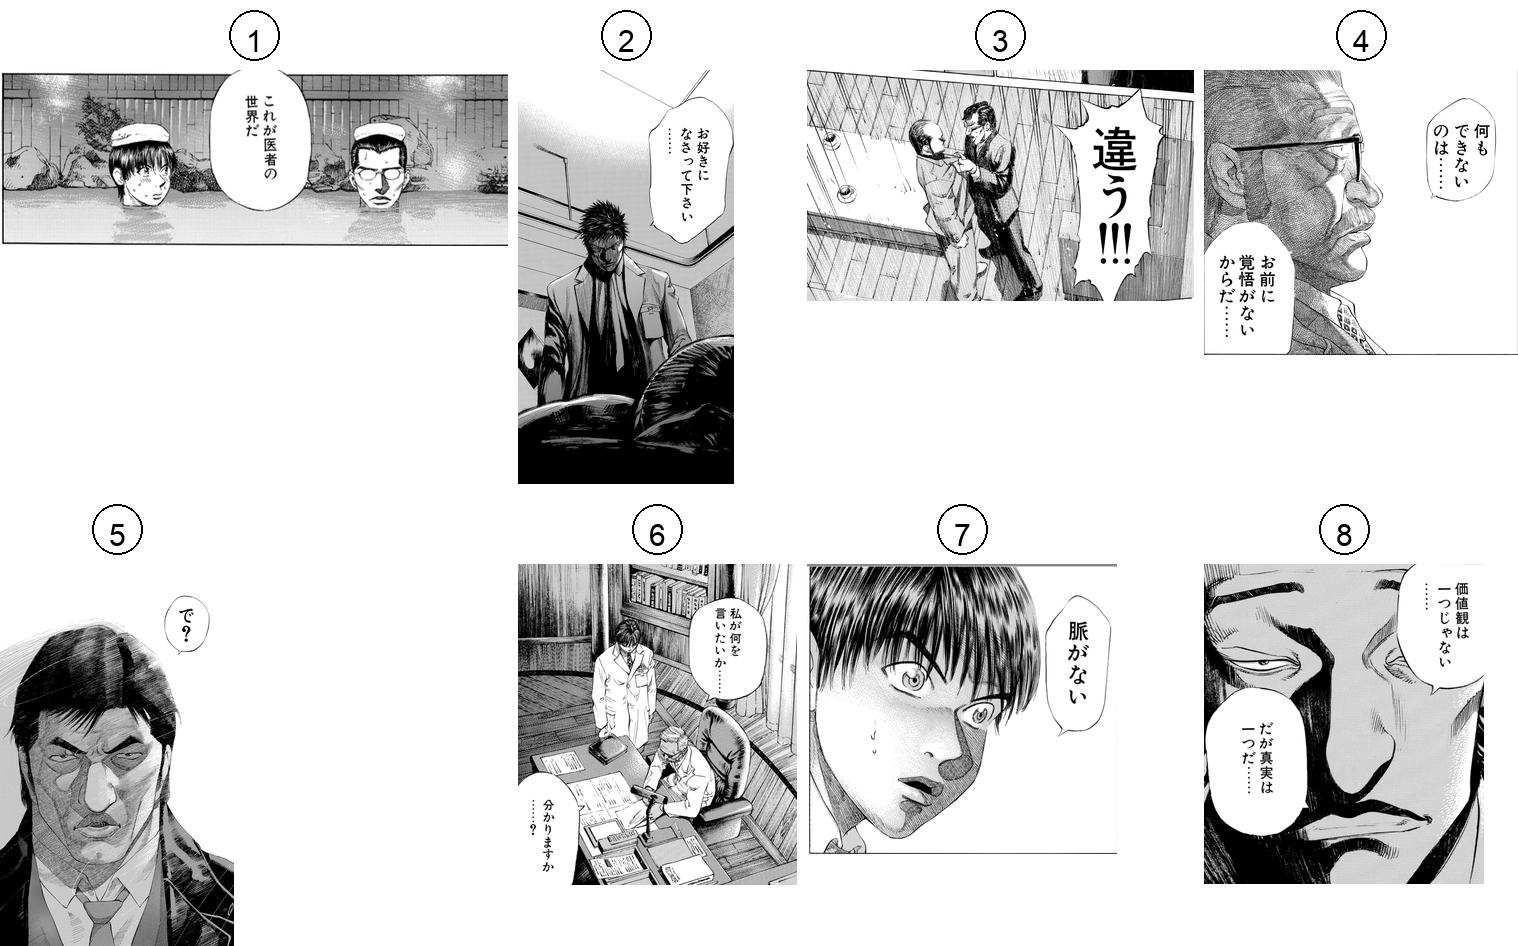 1
これが医者の
世界だ
2
お好きに
なさって下さい
……
3
違う!!!
4
何も
できない
のは……
お前に
覚悟がない
からだ……
5
で?
6
私が何を
言いたいか……
分かりますか
……?
7
脈がない
8
価値観は
一つじゃない
……
だが真実は
一つだ……